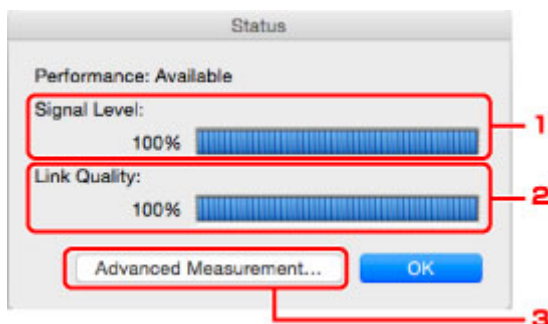 Status
Performance: Available
Signal Level:
1
100%
Link Quality:
2
100%
Advanced Measurement...
OK
3